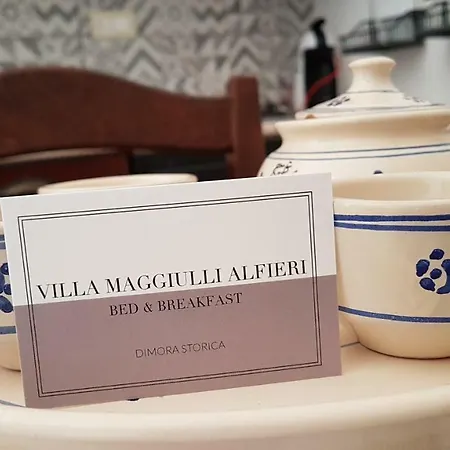 VILLA MAGGIULLI ALFIERI
BED & BREAKFAST
DIMORA STORICA